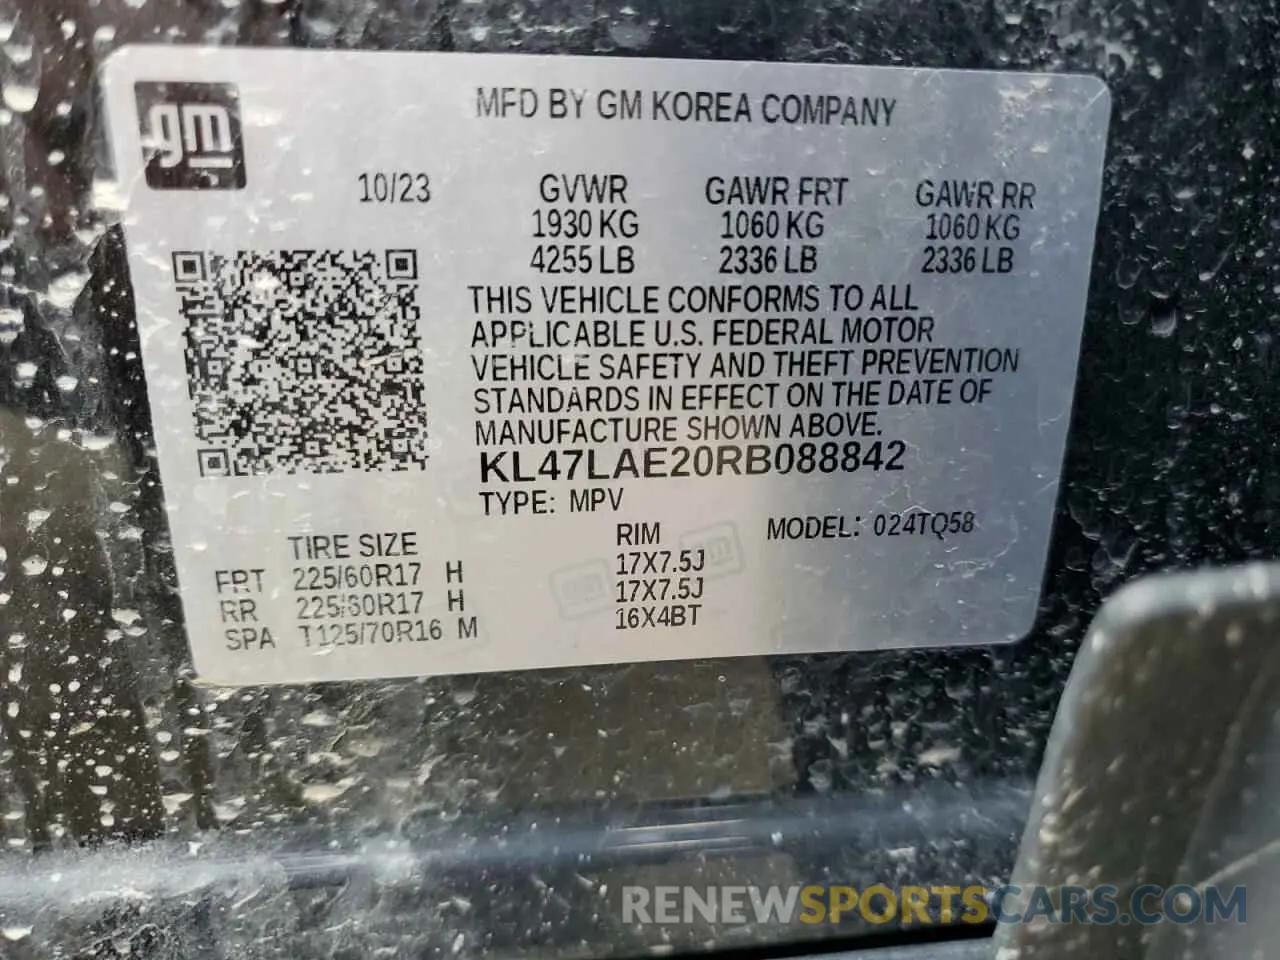 gm
MFD BY GM KOREA COMPANY
10/23 GVWR GAWR FRT GAWR RR
1930 KG 1060 KG 1060 KG
4255 LB 2336 LB 2336 LB
THIS VEHICLE CONFORMS TO ALL
APPLICABLE U.S. FEDERAL MOTOR
VEHICLE SAFETY AND THEFT PREVENTION
STANDARDS IN EFFECT ON THE DATE OF
MANUFACTURE SHOWN ABOVE.
KL47LAE20RB088842
TYPE: MPV
TIRE SIZE RIM MODEL: 024TQ58
FRT 225/60R17 H 17X7.5J
RR 225/60R17 H 17X7.5J
SPA T125/70R16 M 16X4BT
gm gm
RENEWSPORTSCARS.COM